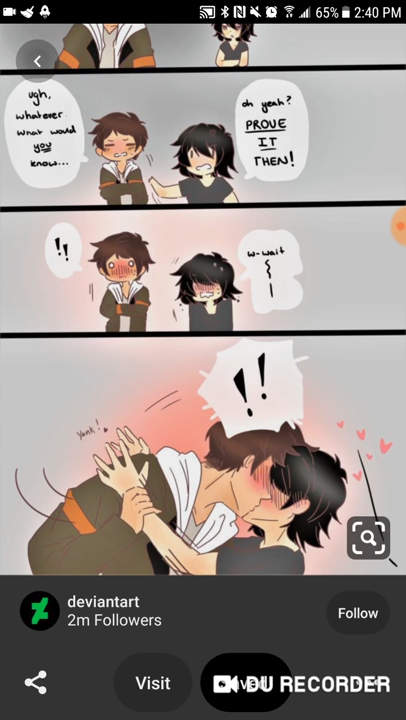 65% 2:40 PM
ugh,
whatever.
what would
you
know...
oh yeah?
PROVE
IT
THEN!
!!
w-wait
!!
Yank!
deviantart
2m Followers
Follow
Visit
DU RECORDER